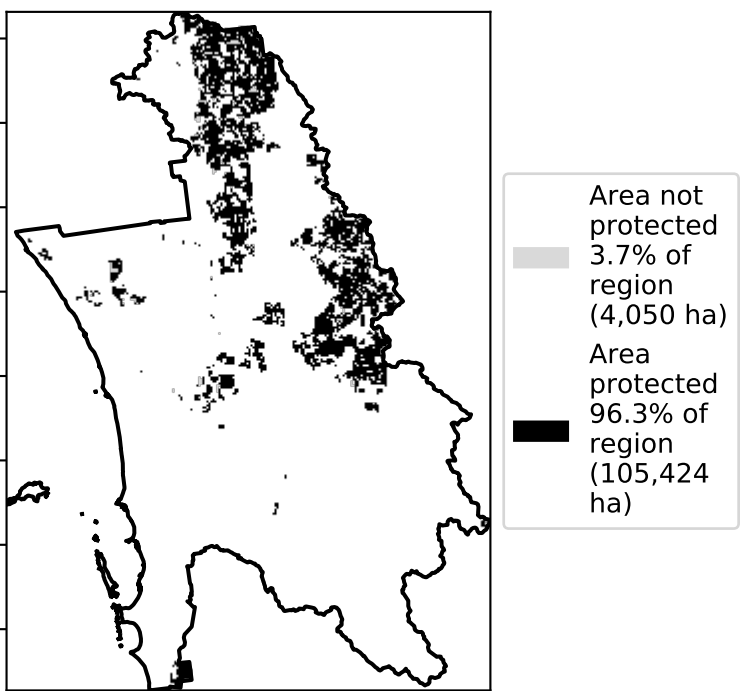 Area not
protected
3.7% of
region
(4,050 ha)
Area
protected
96.3% of
region
(105,424
ha)